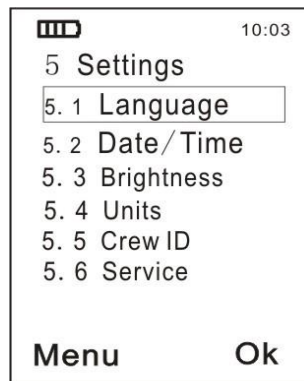 10:03
5 Settings
5. 1 Language
5. 2 Date/Time
5. 3 Brightness
5. 4 Units
5. 5 Crew ID
5. 6 Service
Menu Ok